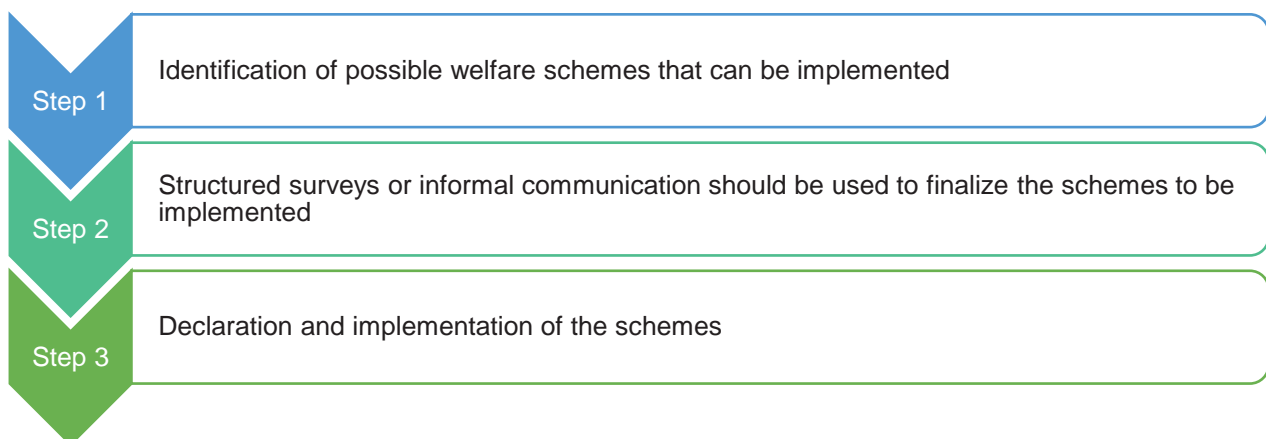 Step 1
Identification of possible welfare schemes that can be implemented
Step 2
Structured surveys or informal communication should be used to finalize the schemes to be
implemented
Step 3
Declaration and implementation of the schemes